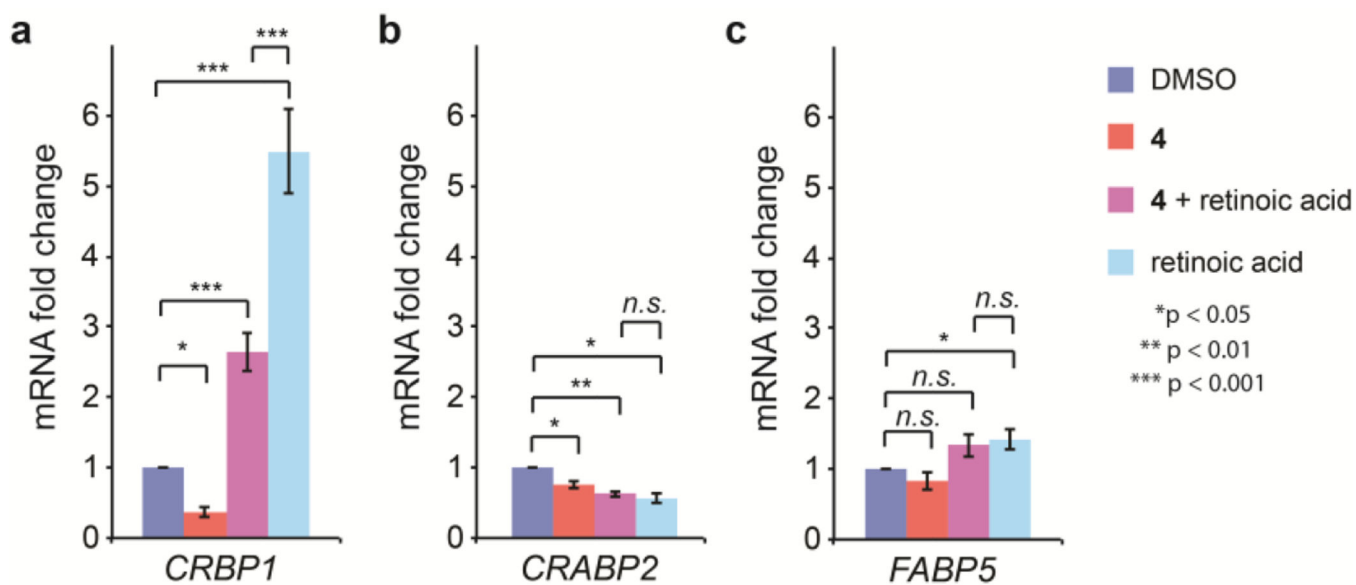 a
mRNA fold change
6
5
4
3
2
1
0
***
***
***
*
CRBP1
b
mRNA fold change
6
5
4
3
2
1
0
n.s.
*
**
*
CRABP2
c
mRNA fold change
6
5
4
3
2
1
0
n.s.
*
n.s.
n.s.
FABP5
DMSO
4
4 + retinoic acid
retinoic acid
*p < 0.05
** p < 0.01
*** p < 0.001